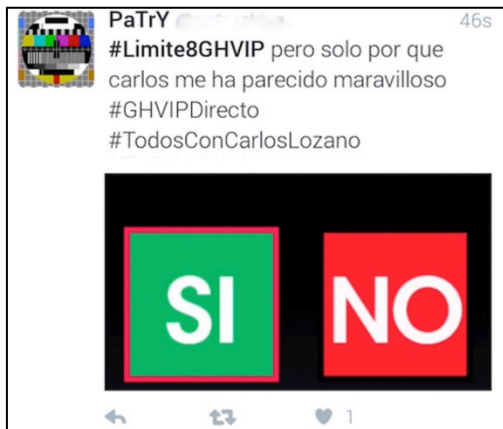 PaTrY 46s
#Limite8GHVIP pero solo por que
carlos me ha parecido maravilloso
#GHVIPDirecto
#TodosConCarlosLozano
SI NO
1